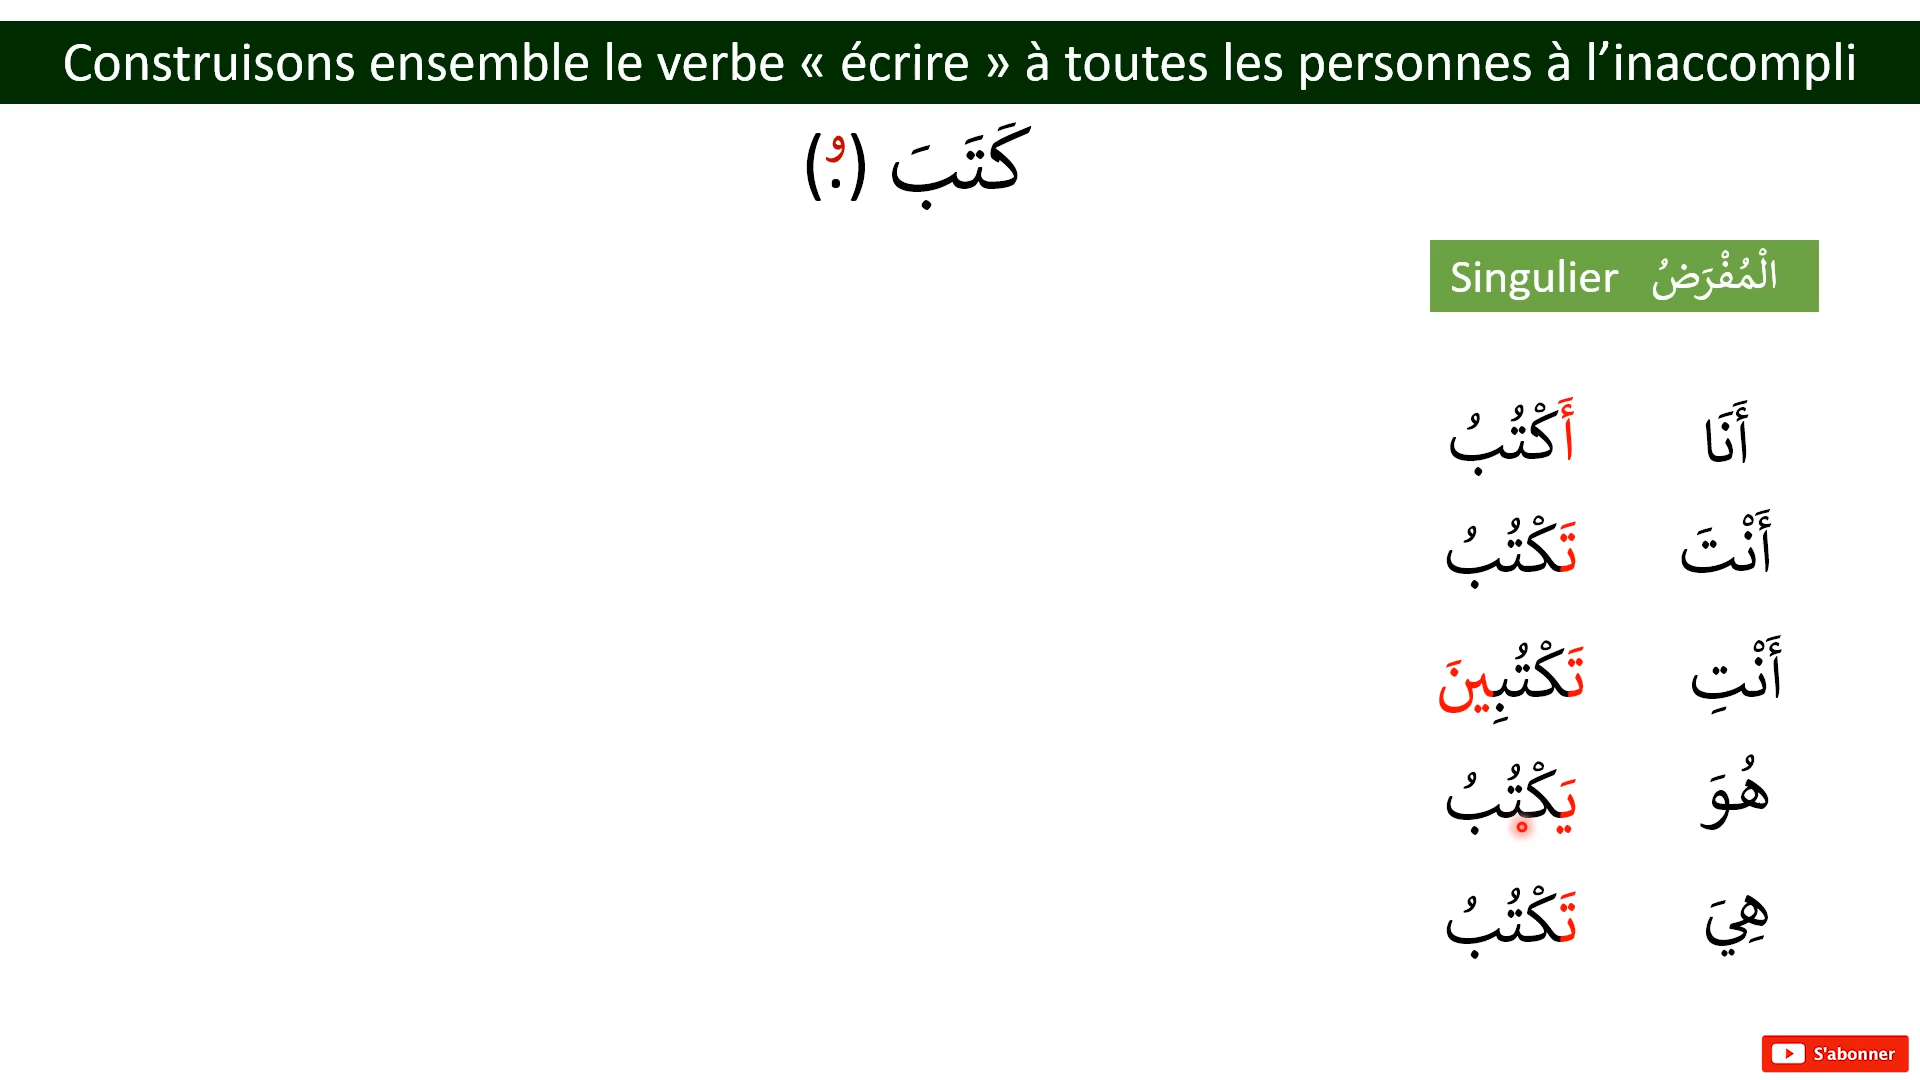 Construisons ensemble le verbe « écrire » à toutes les personnes à l’inaccompli
كَتَبَ (.ُ)
Singulier الْمُفْرَضُ
أَنَا أَكْتُبُ
أَنْتَ تَكْتُبُ
أَنْتِ تَكْتُبِينَ
هُوَ يَكْتُبُ
هِيَ تَكْتُبُ
S'abonner